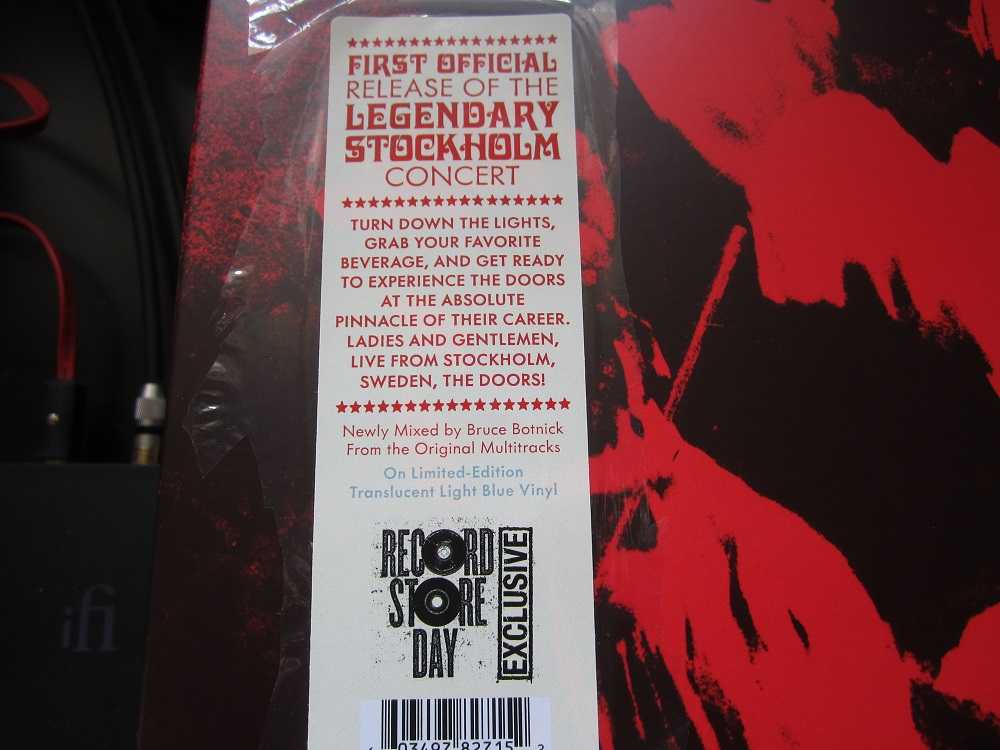 FIRST OFFICIAL
RELEASE OF THE
LEGENDARY
STOCKHOLM
CONCERT
TURN DOWN THE LIGHTS,
GRAB YOUR FAVORITE
BEVERAGE, AND GET READY
TO EXPERIENCE THE DOORS
AT THE ABSOLUTE
PINNACLE OF THEIR CAREER.
LADIES AND GENTLEMEN,
LIVE FROM STOCKHOLM,
SWEDEN, THE DOORS!
Newly Mixed by Bruce Botnick
From the Original Multitracks
On Limited-Edition
Translucent Light Blue Vinyl
RECORD
STORE
DAY
EXCLUSIVE
03497 82715
ifi